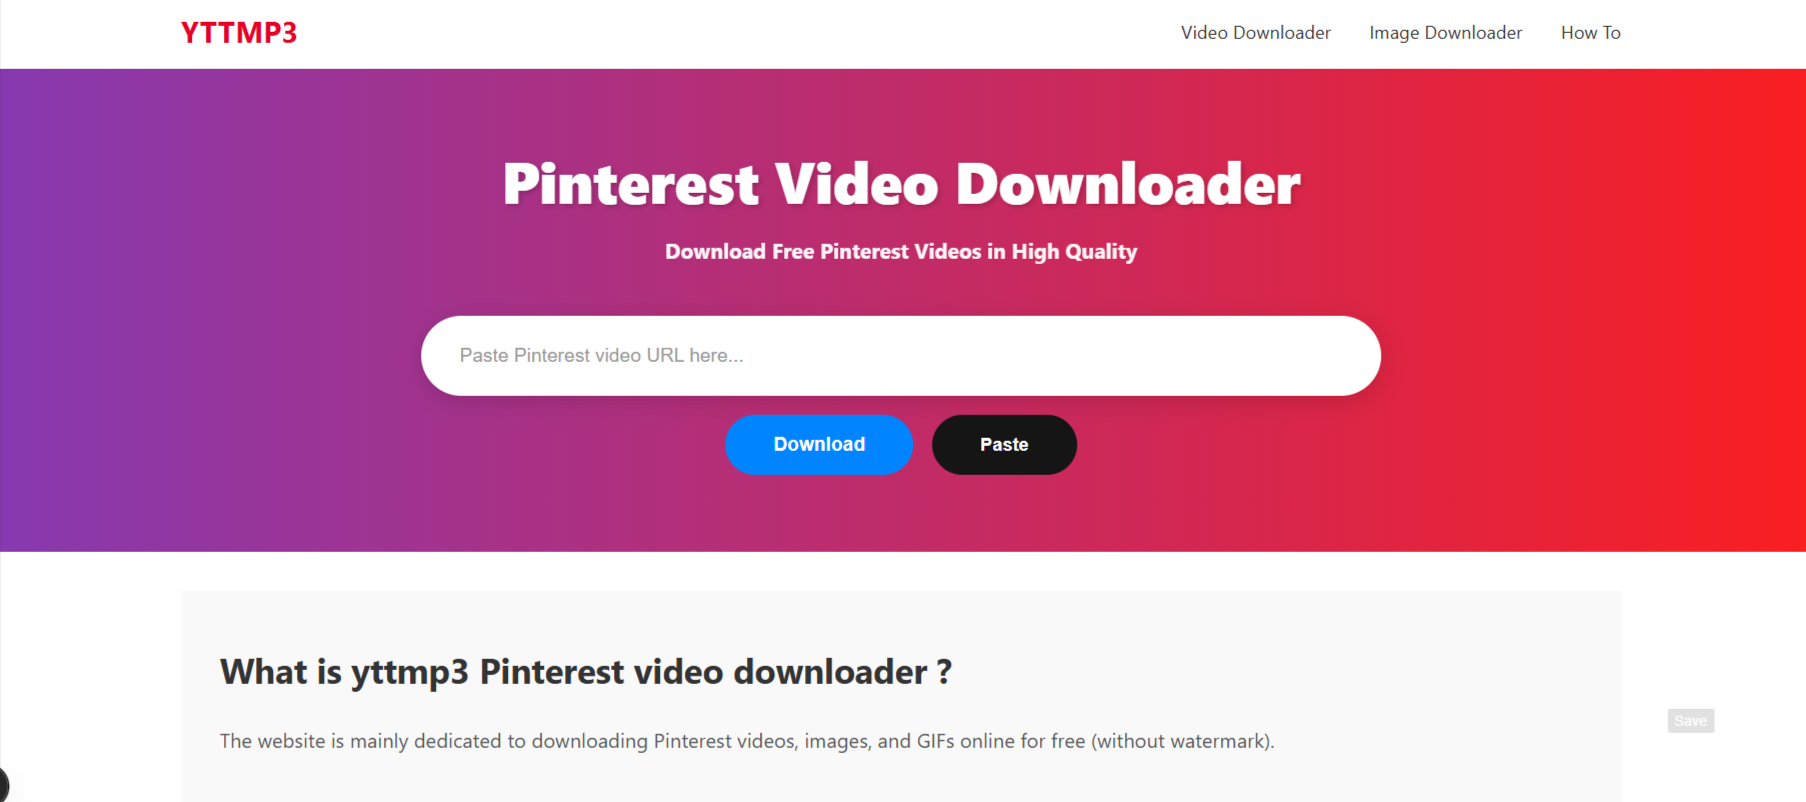 YTTMP3
Video Downloader
Image Downloader
How To
Pinterest Video Downloader
Download Free Pinterest Videos in High Quality
Paste Pinterest video URL here...
Download
Paste
What is yttmp3 Pinterest video downloader ?
The website is mainly dedicated to downloading Pinterest videos, images, and GIFs online for free (without watermark).
Save